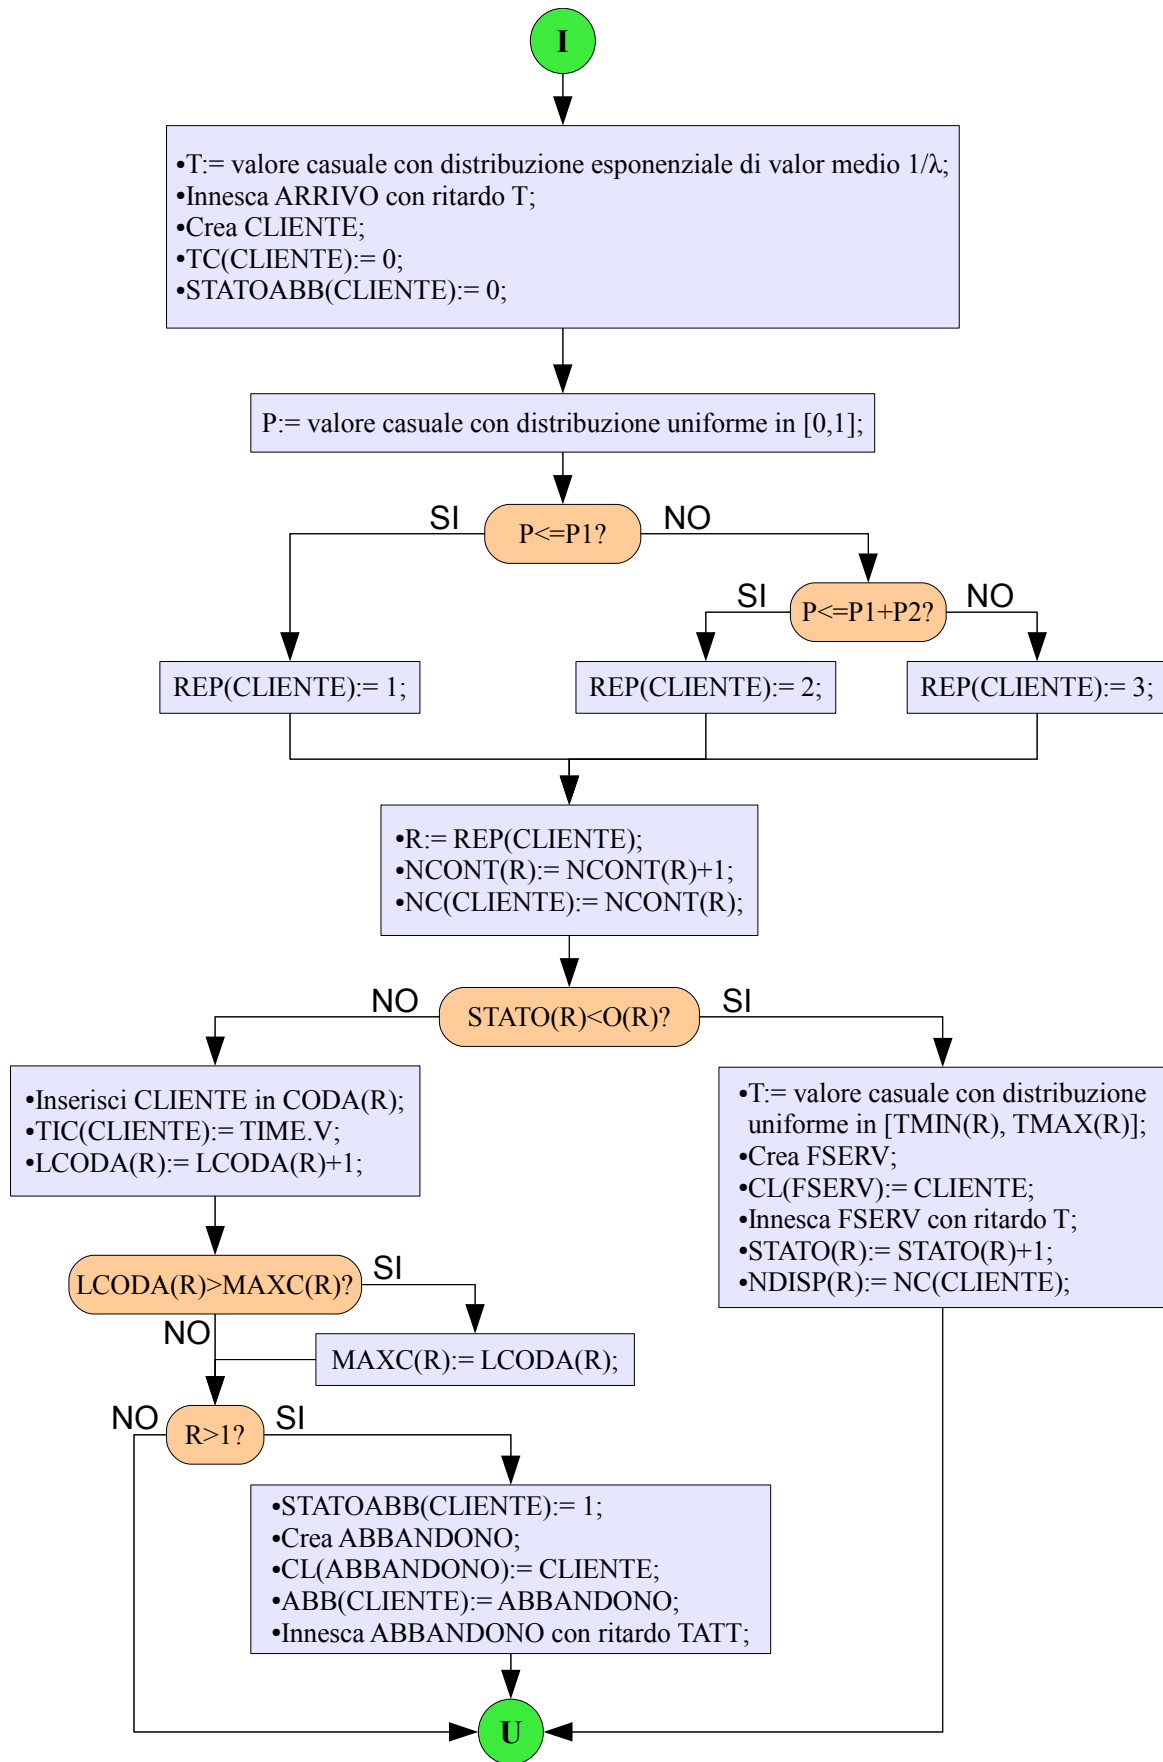 I
•T:= valore casuale con distribuzione esponenziale di valor medio 1/λ;
•Innesca ARRIVO con ritardo T;
•Crea CLIENTE;
•TC(CLIENTE):= 0;
•STATOABB(CLIENTE):= 0;
P:= valore casuale con distribuzione uniforme in [0,1];
SI
P<=P1?
NO
SI
P<=P1+P2?
NO
REP(CLIENTE):= 1;
REP(CLIENTE):= 2;
REP(CLIENTE):= 3;
•R:= REP(CLIENTE);
•NCONT(R):= NCONT(R)+1;
•NC(CLIENTE):= NCONT(R);
NO
STATO(R)<O(R)?
SI
•Inserisci CLIENTE in CODA(R);
•TIC(CLIENTE):= TIME.V;
•LCODA(R):= LCODA(R)+1;
•T:= valore casuale con distribuzione
uniforme in [TMIN(R), TMAX(R)];
•Crea FSERV;
•CL(FSERV):= CLIENTE;
•Innesca FSERV con ritardo T;
•STATO(R):= STATO(R)+1;
•NDISP(R):= NC(CLIENTE);
LCODA(R)>MAXC(R)?
SI
NO
MAXC(R):= LCODA(R);
NO
R>1?
SI
•STATOABB(CLIENTE):= 1;
•Crea ABBANDONO;
•CL(ABBANDONO):= CLIENTE;
•ABB(CLIENTE):= ABBANDONO;
•Innesca ABBANDONO con ritardo TATT;
U